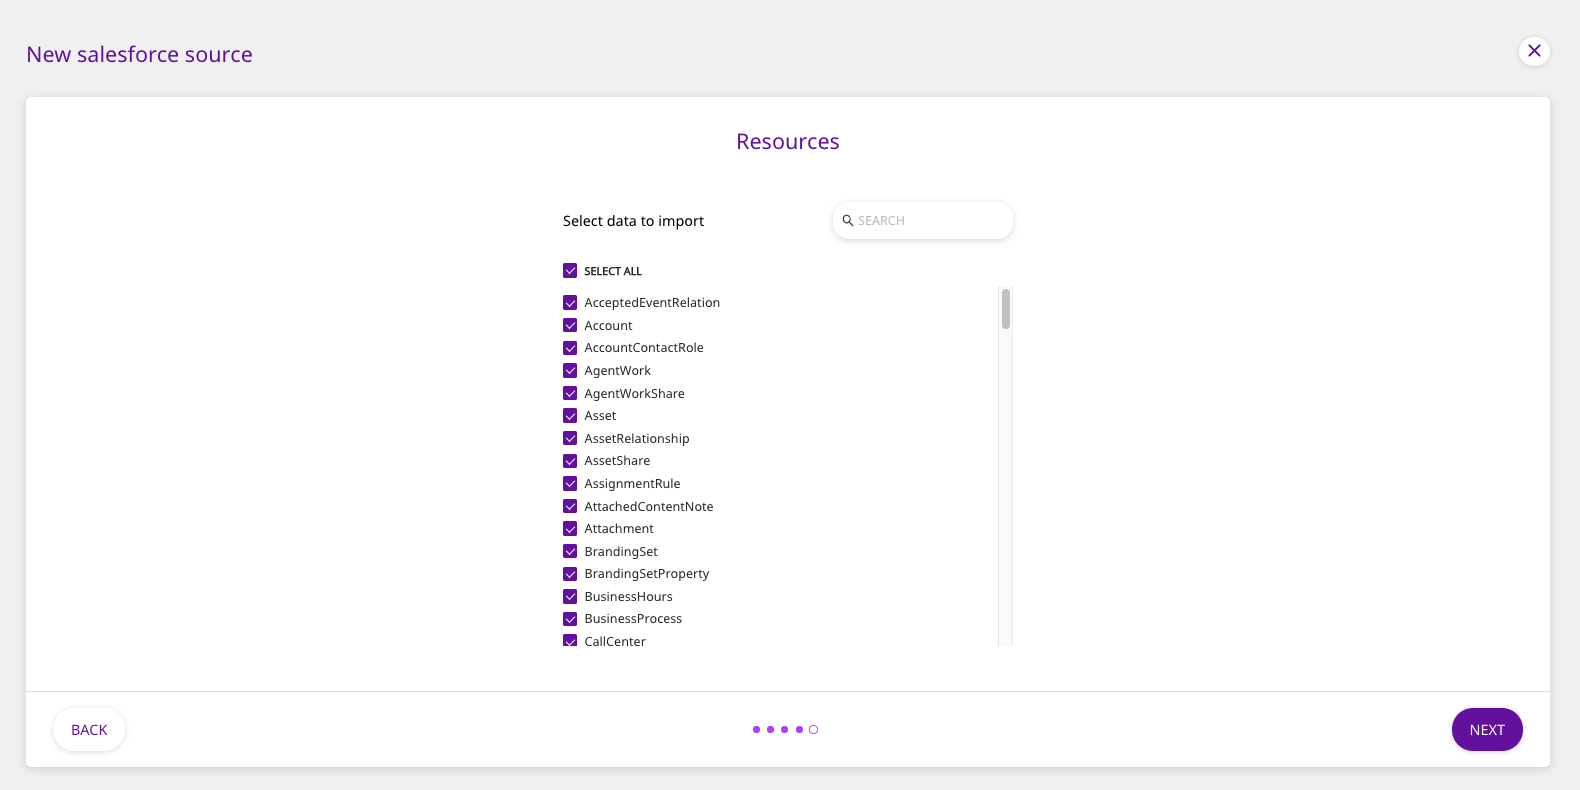 New salesforce source
Resources
Select data to import
SEARCH
SELECT ALL
AcceptedEventRelation
Account
AccountContactRole
AgentWork
AgentWorkShare
Asset
AssetRelationship
AssetShare
AssignmentRule
AttachedContentNote
Attachment
BrandingSet
BrandingSetProperty
BusinessHours
BusinessProcess
CallCenter
BACK
NEXT